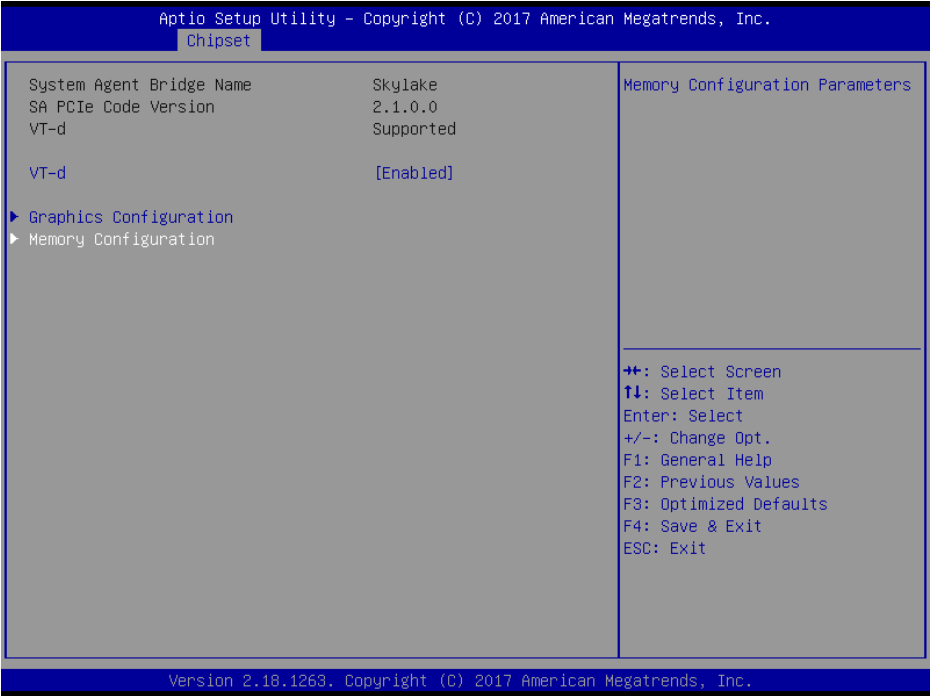 Aptio Setup Utility – Copyright (C) 2017 American Megatrends, Inc.
Chipset
System Agent Bridge Name Skylake
SA PCIe Code Version 2.1.0.0
VT-d Supported
VT-d [Enabled]
Graphics Configuration
Memory Configuration
Memory Configuration Parameters
→←: Select Screen
↑↓: Select Item
Enter: Select
+/-: Change Opt.
F1: General Help
F2: Previous Values
F3: Optimized Defaults
F4: Save & Exit
ESC: Exit
Version 2.18.1263. Copyright (C) 2017 American Megatrends, Inc.